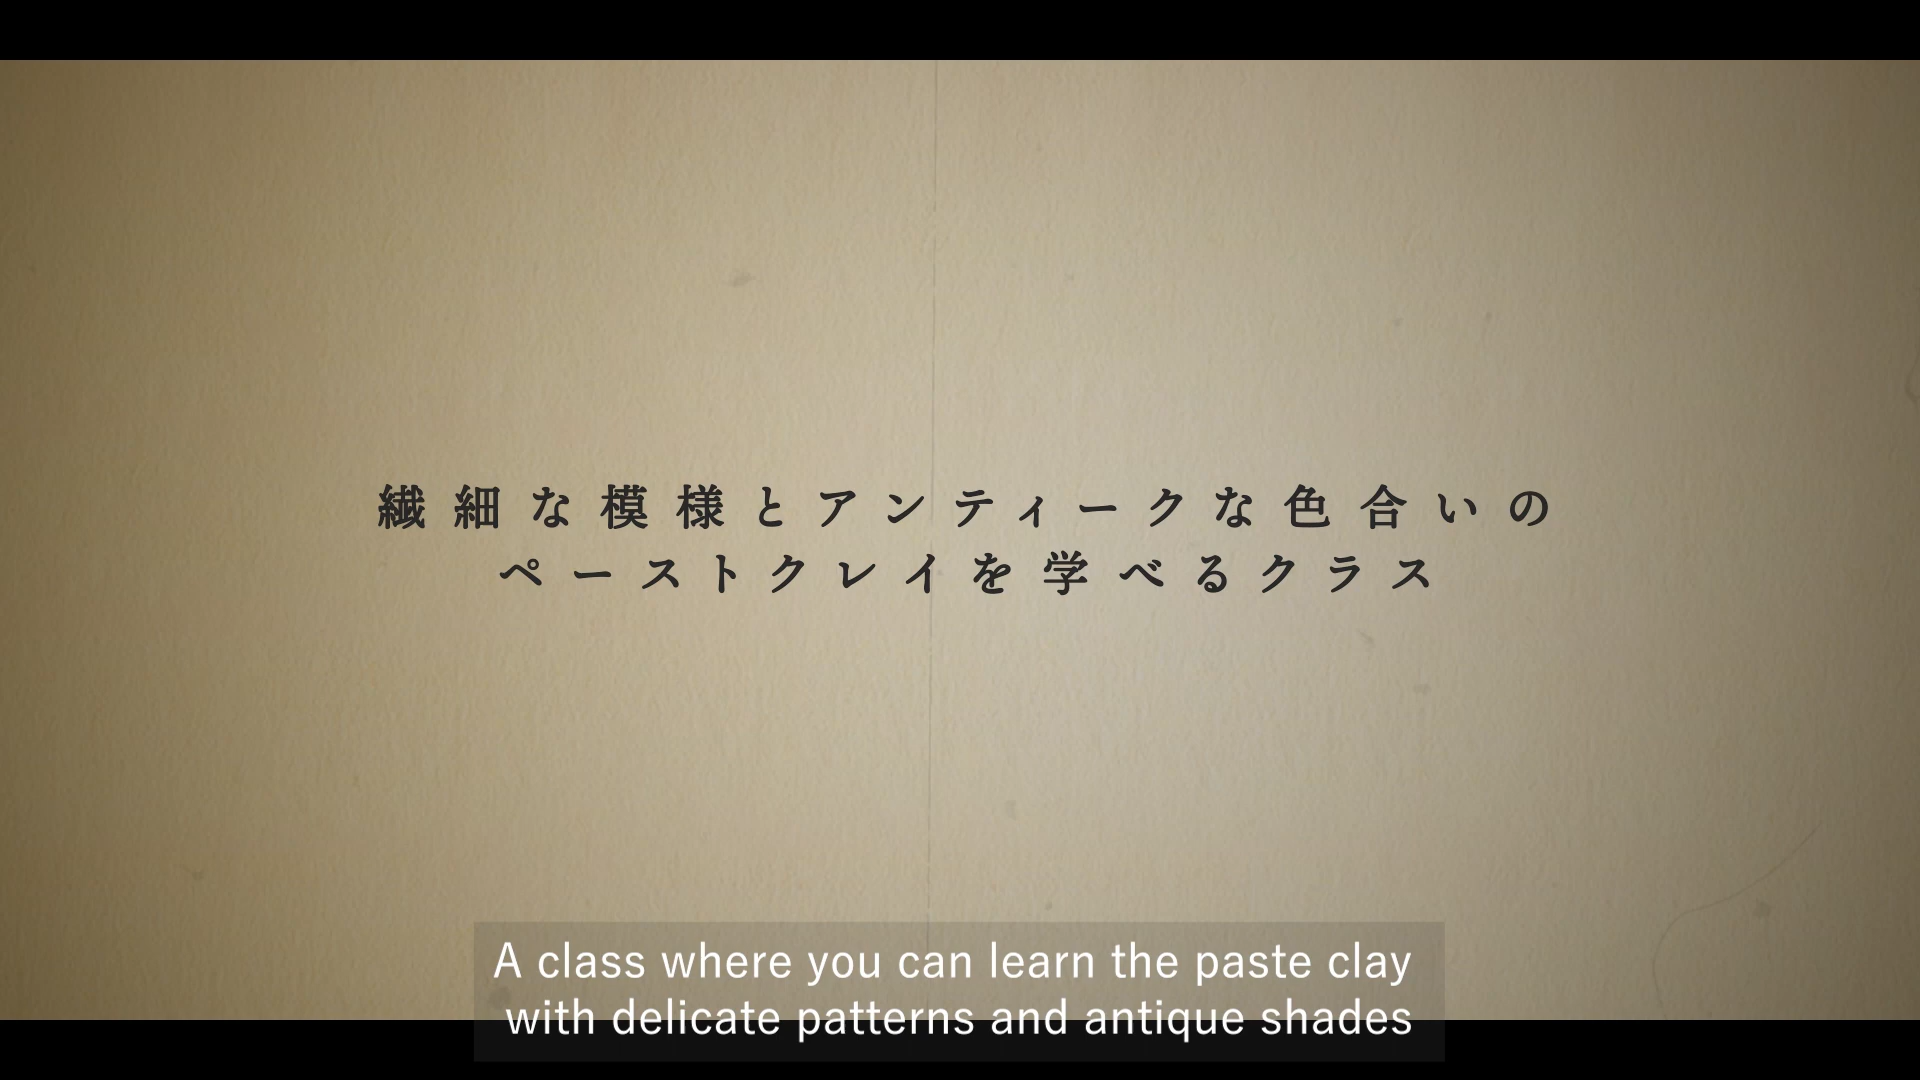 繊細な模様とアンティークな色合いの
ペーストクレイを学べるクラス
A class where you can learn the paste clay
with delicate patterns and antique shades